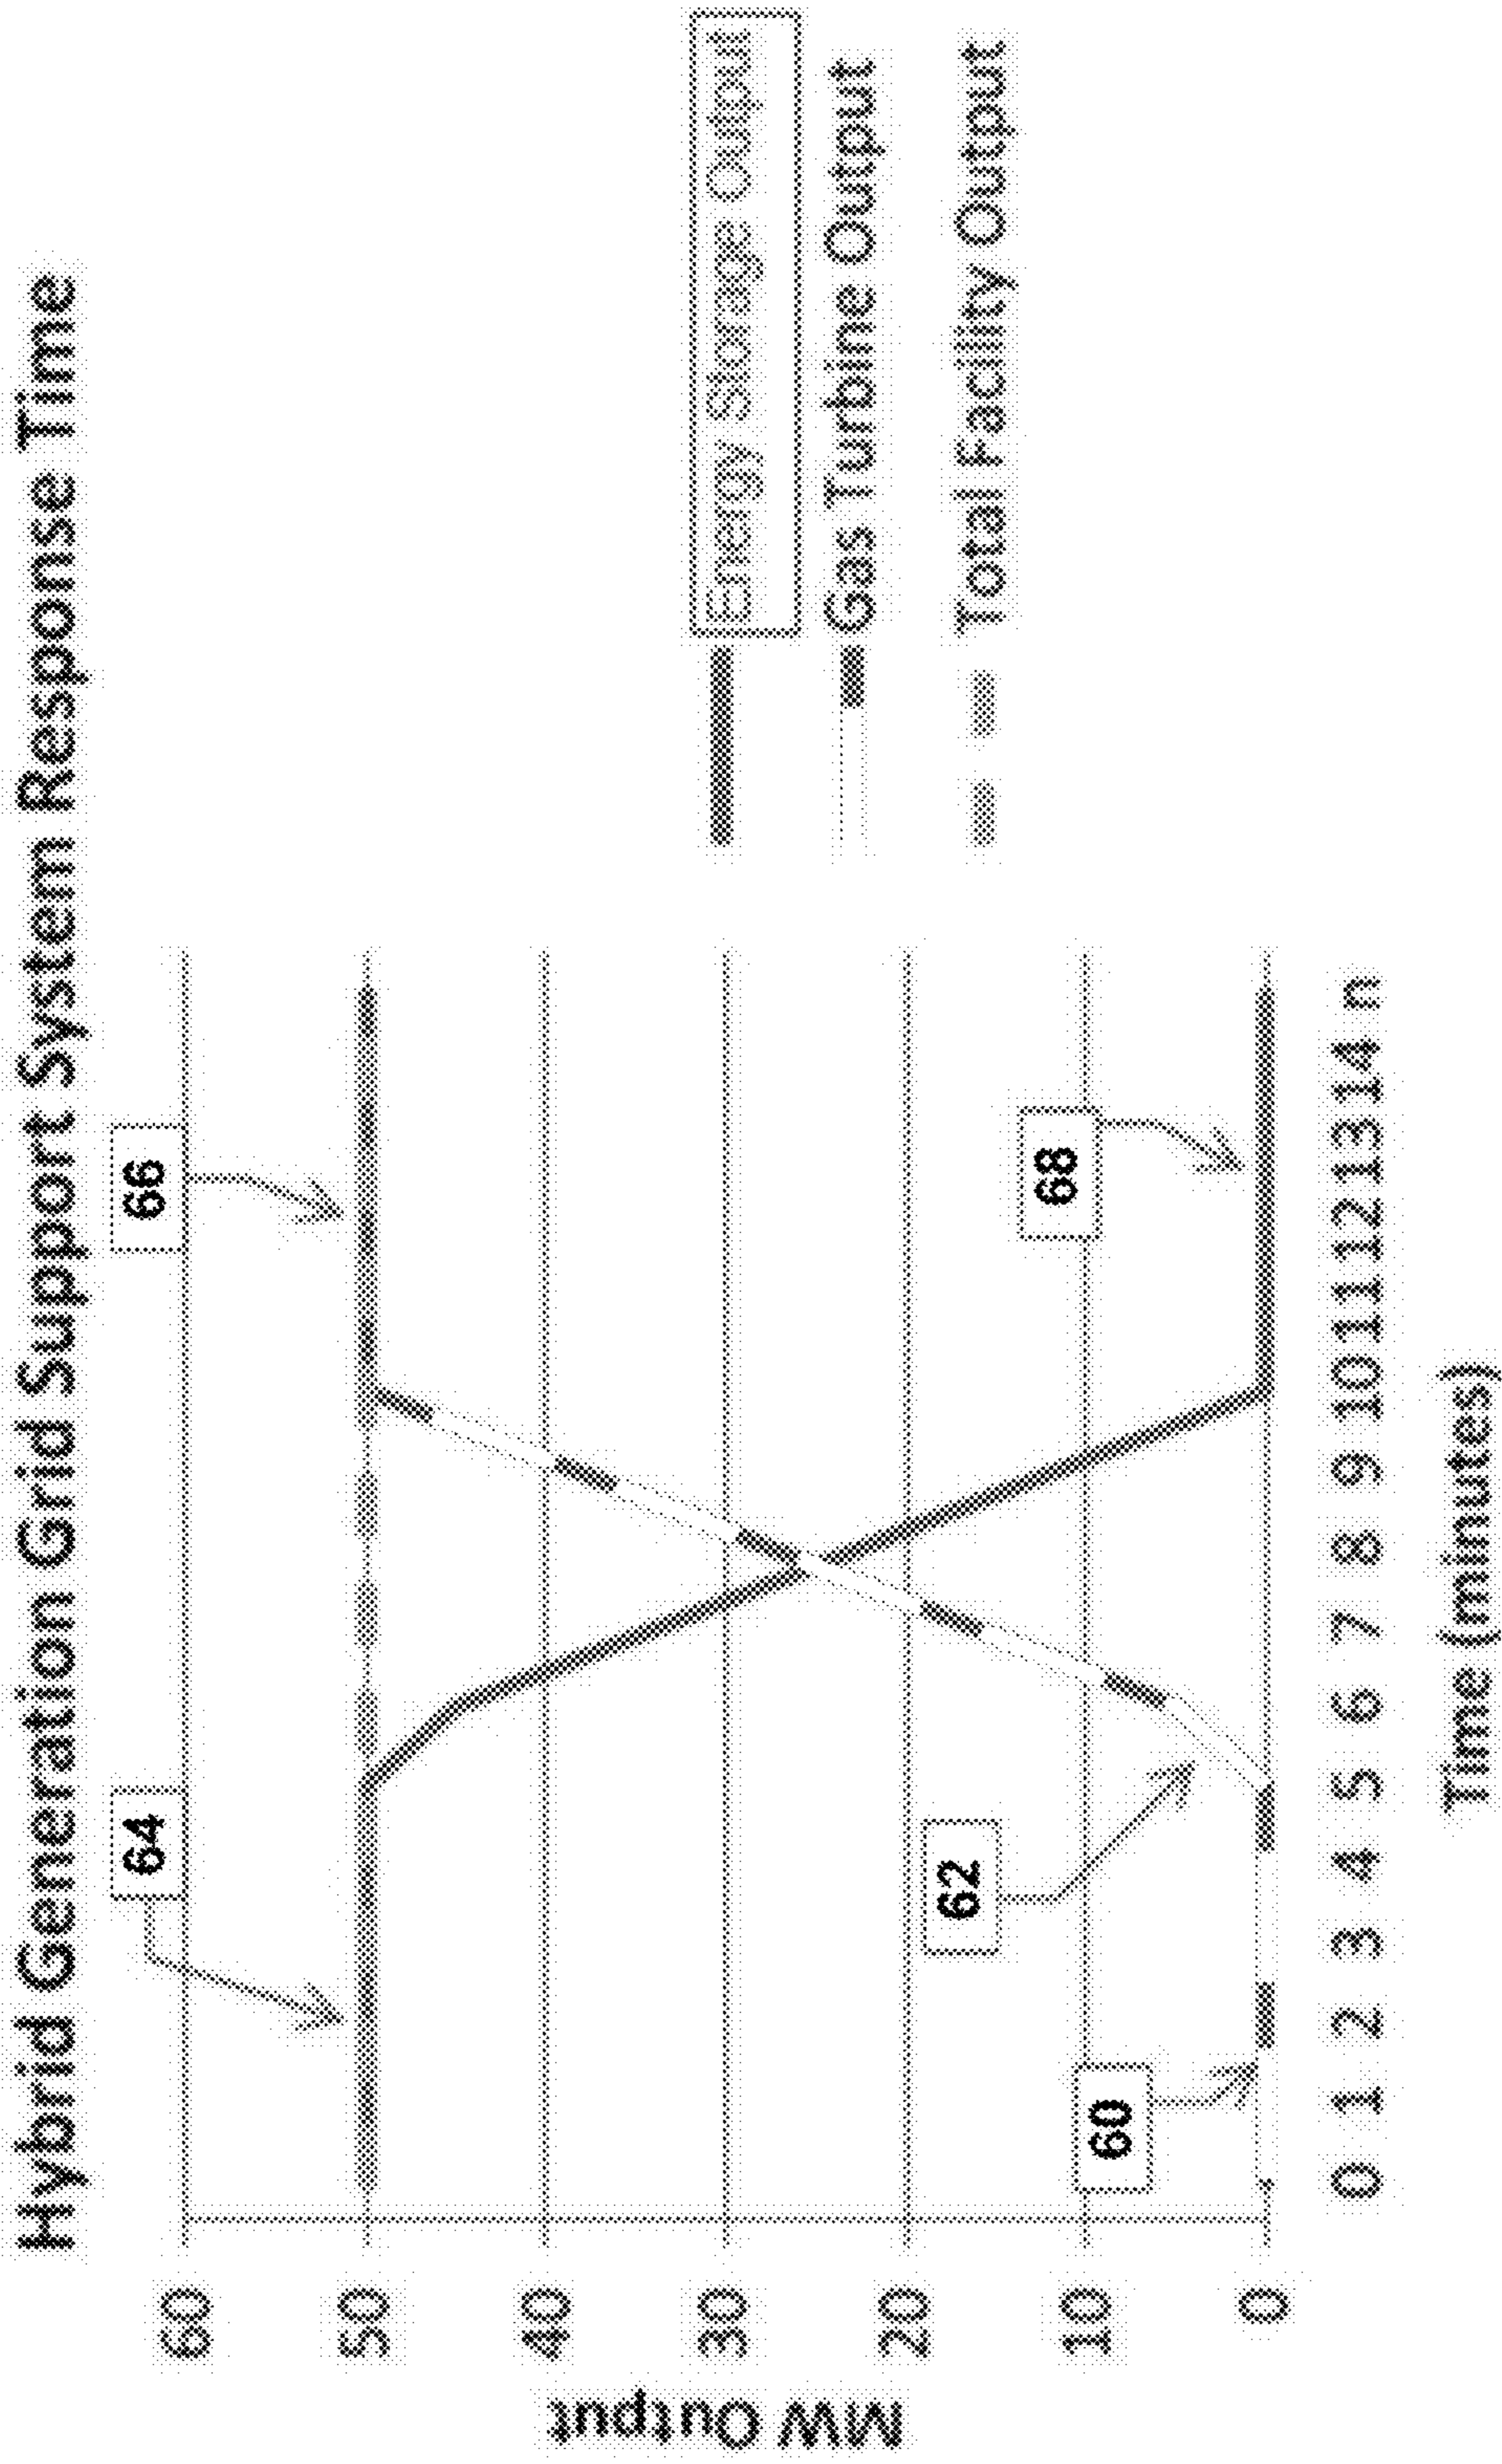 Hybrid Generation Grid Support System Response Time
64
66
60
50
40
30
20
10
0
MW Output
62
60
68
0 1 2 3 4 5 6 7 8 9 10 11 12 13 14 n
Time (minutes)
Energy Storage Output
Gas Turbine Output
Total Facility Output